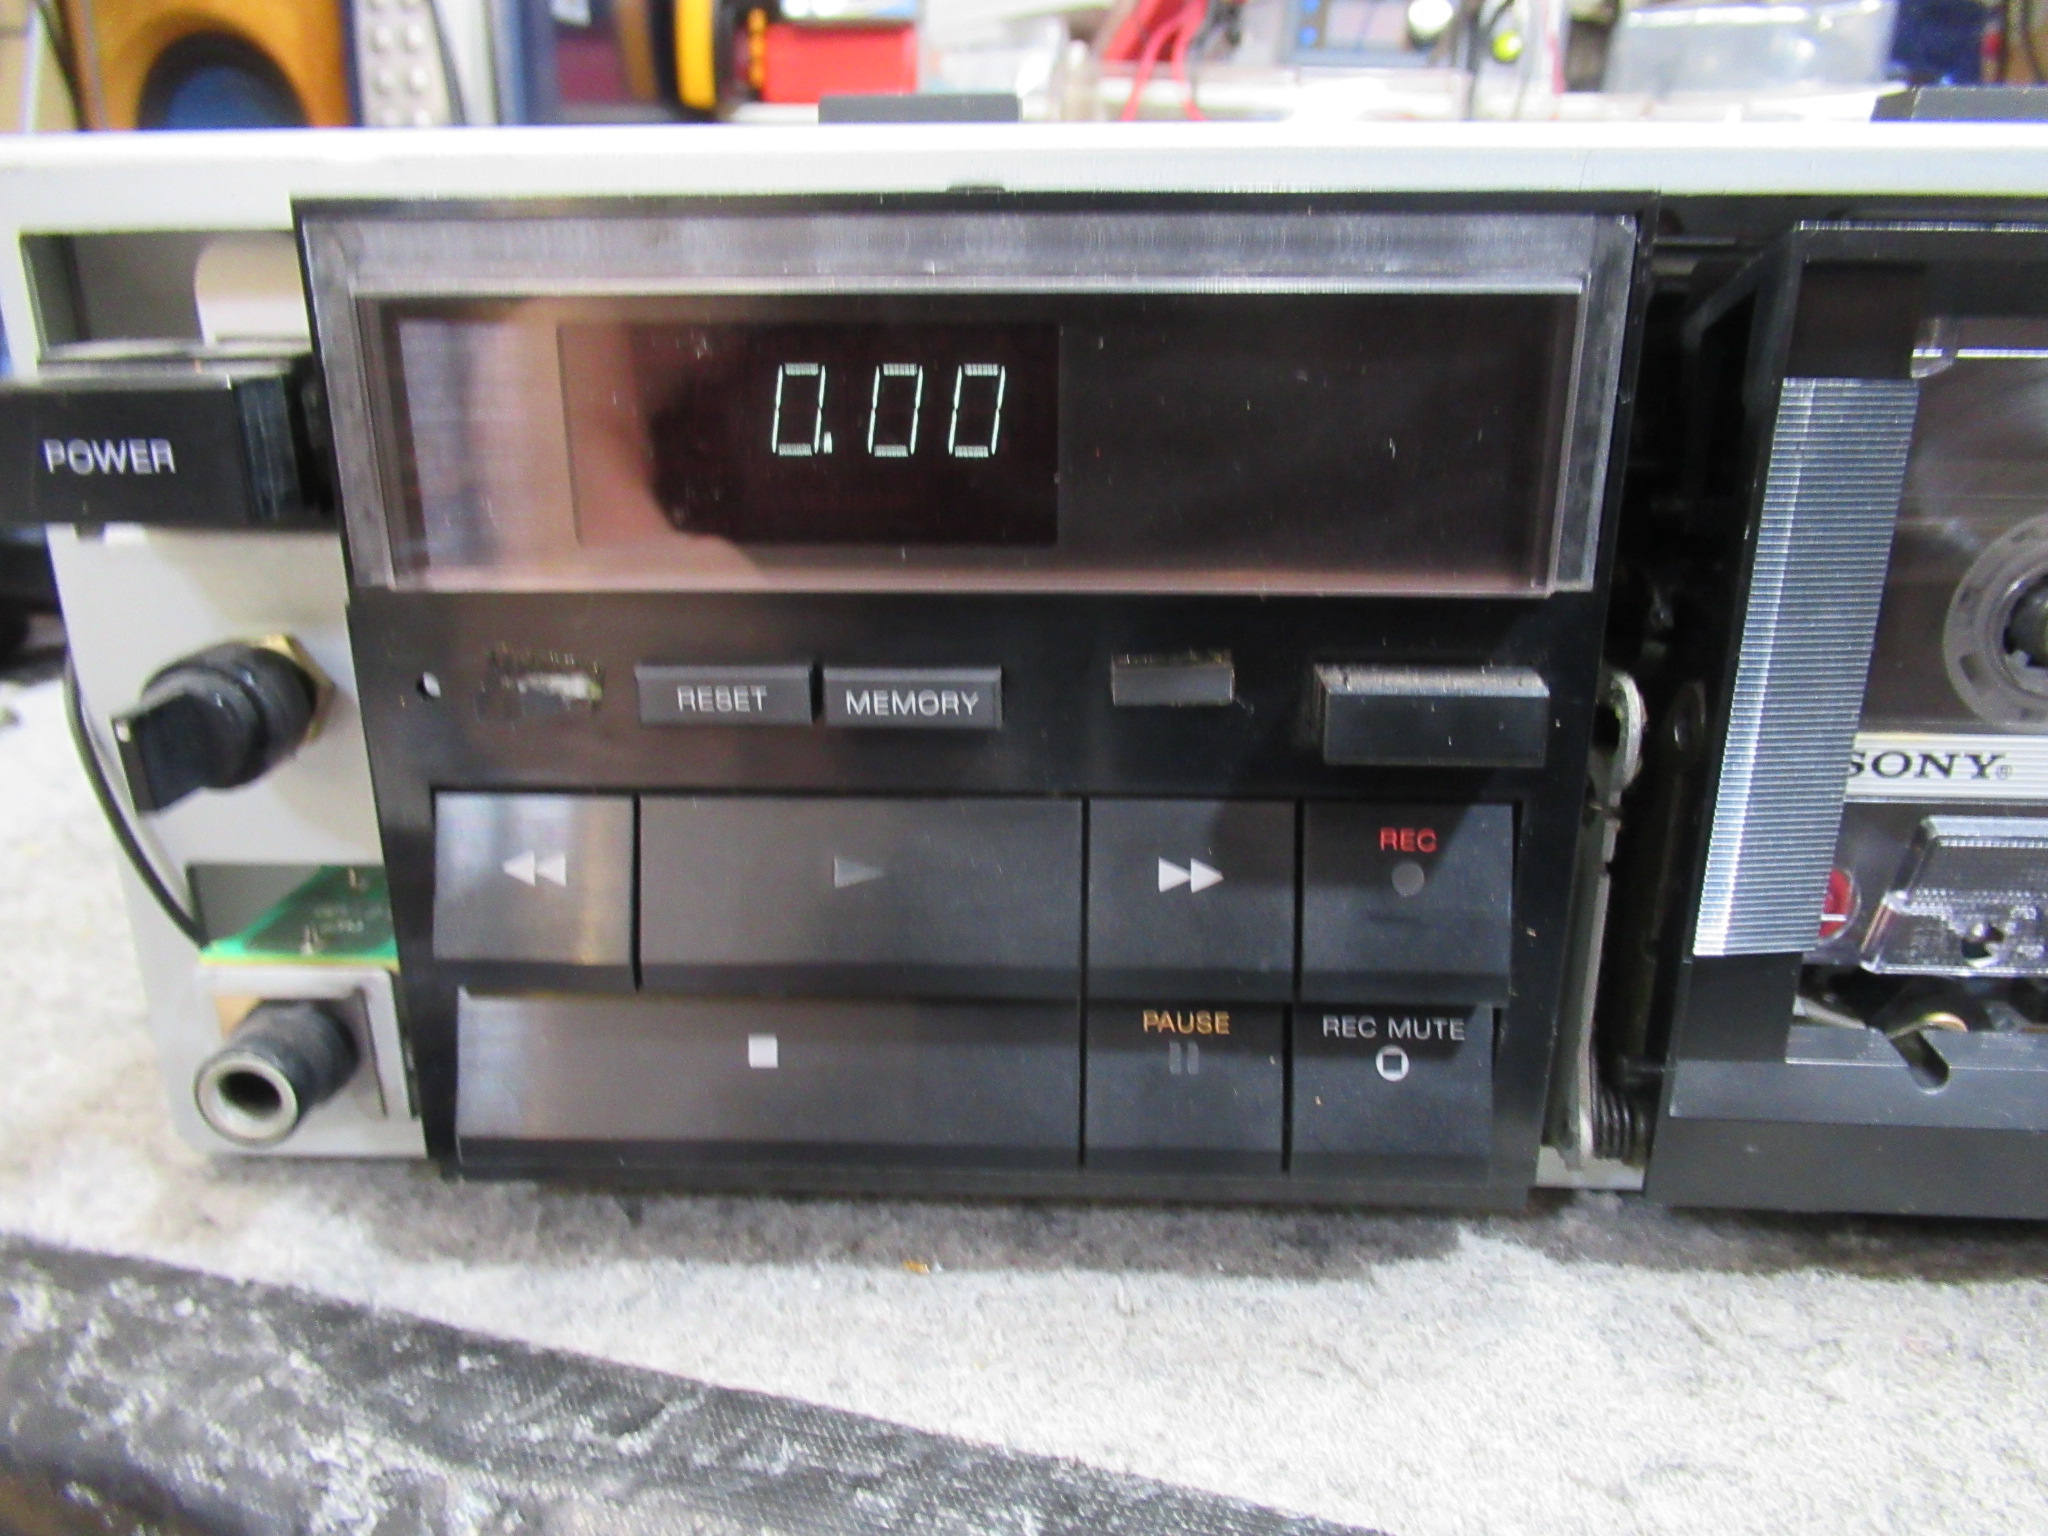 0.00
POWER
RESET
MEMORY
SONY®
REC
PAUSE
REC MUTE